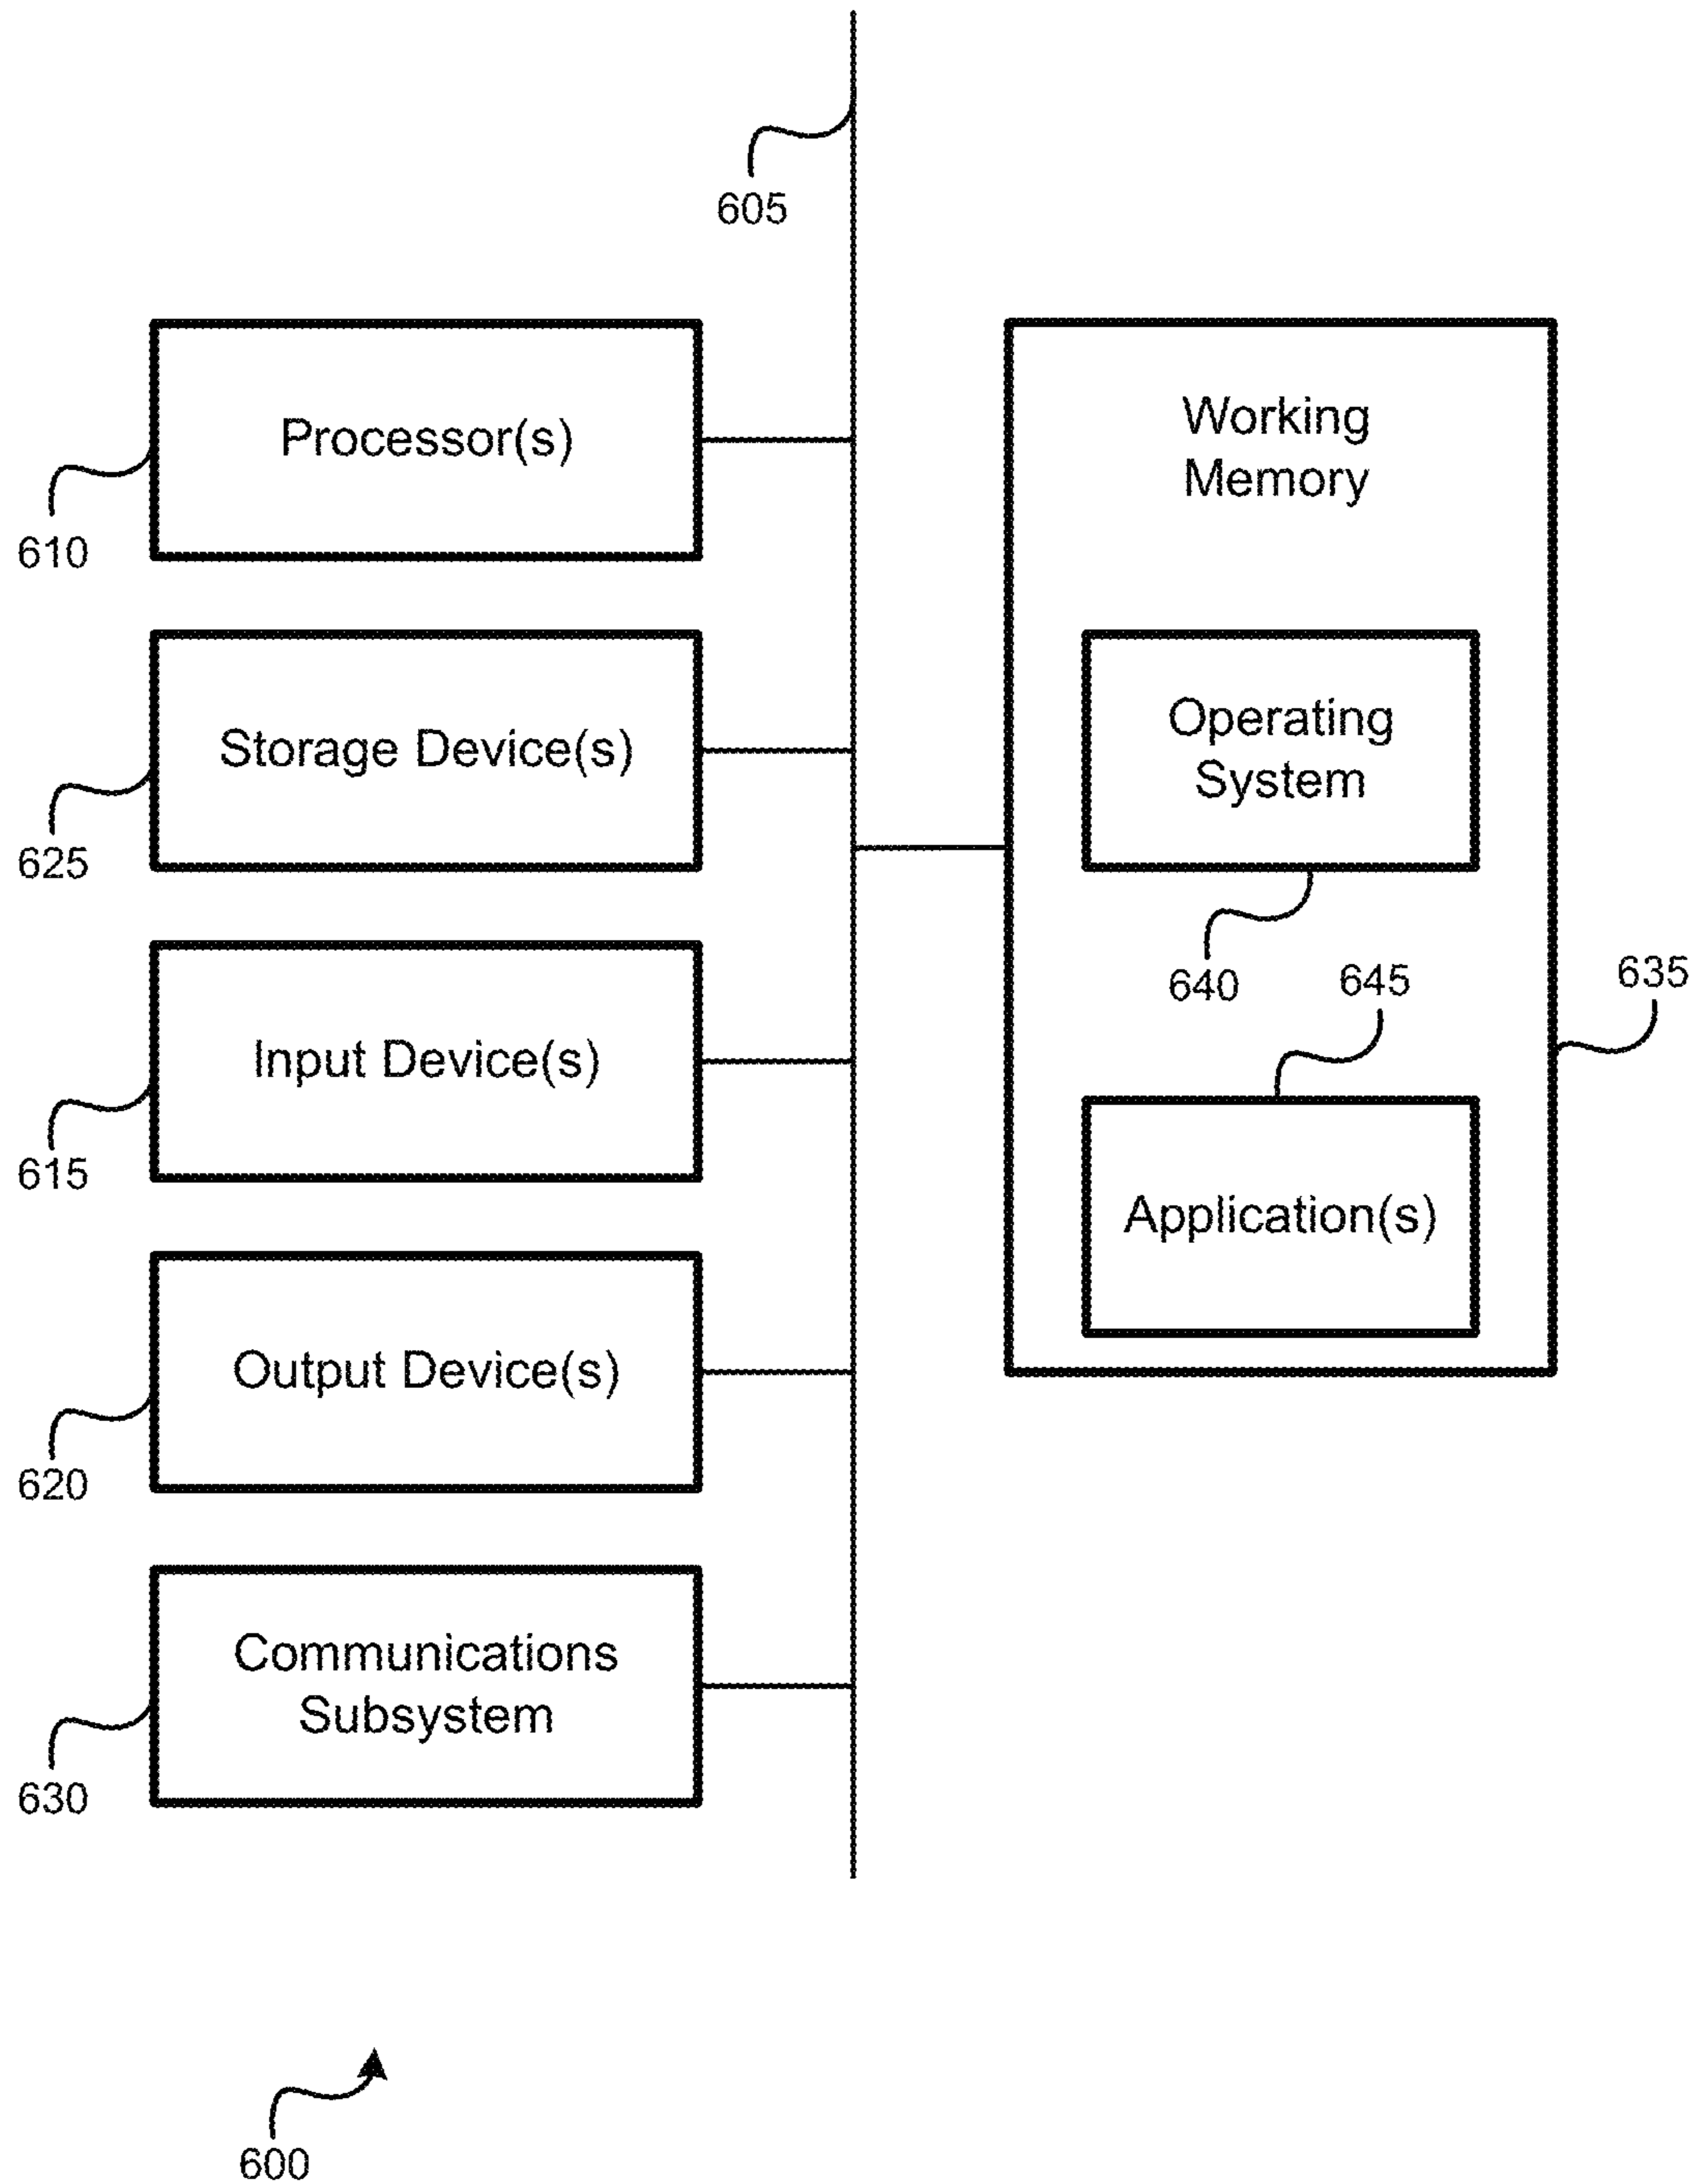 605
Processor(s)
610
Storage Device(s)
625
Input Device(s)
615
Output Device(s)
620
Communications
Subsystem
630
Working
Memory
Operating
System
640
645
635
Application(s)
600